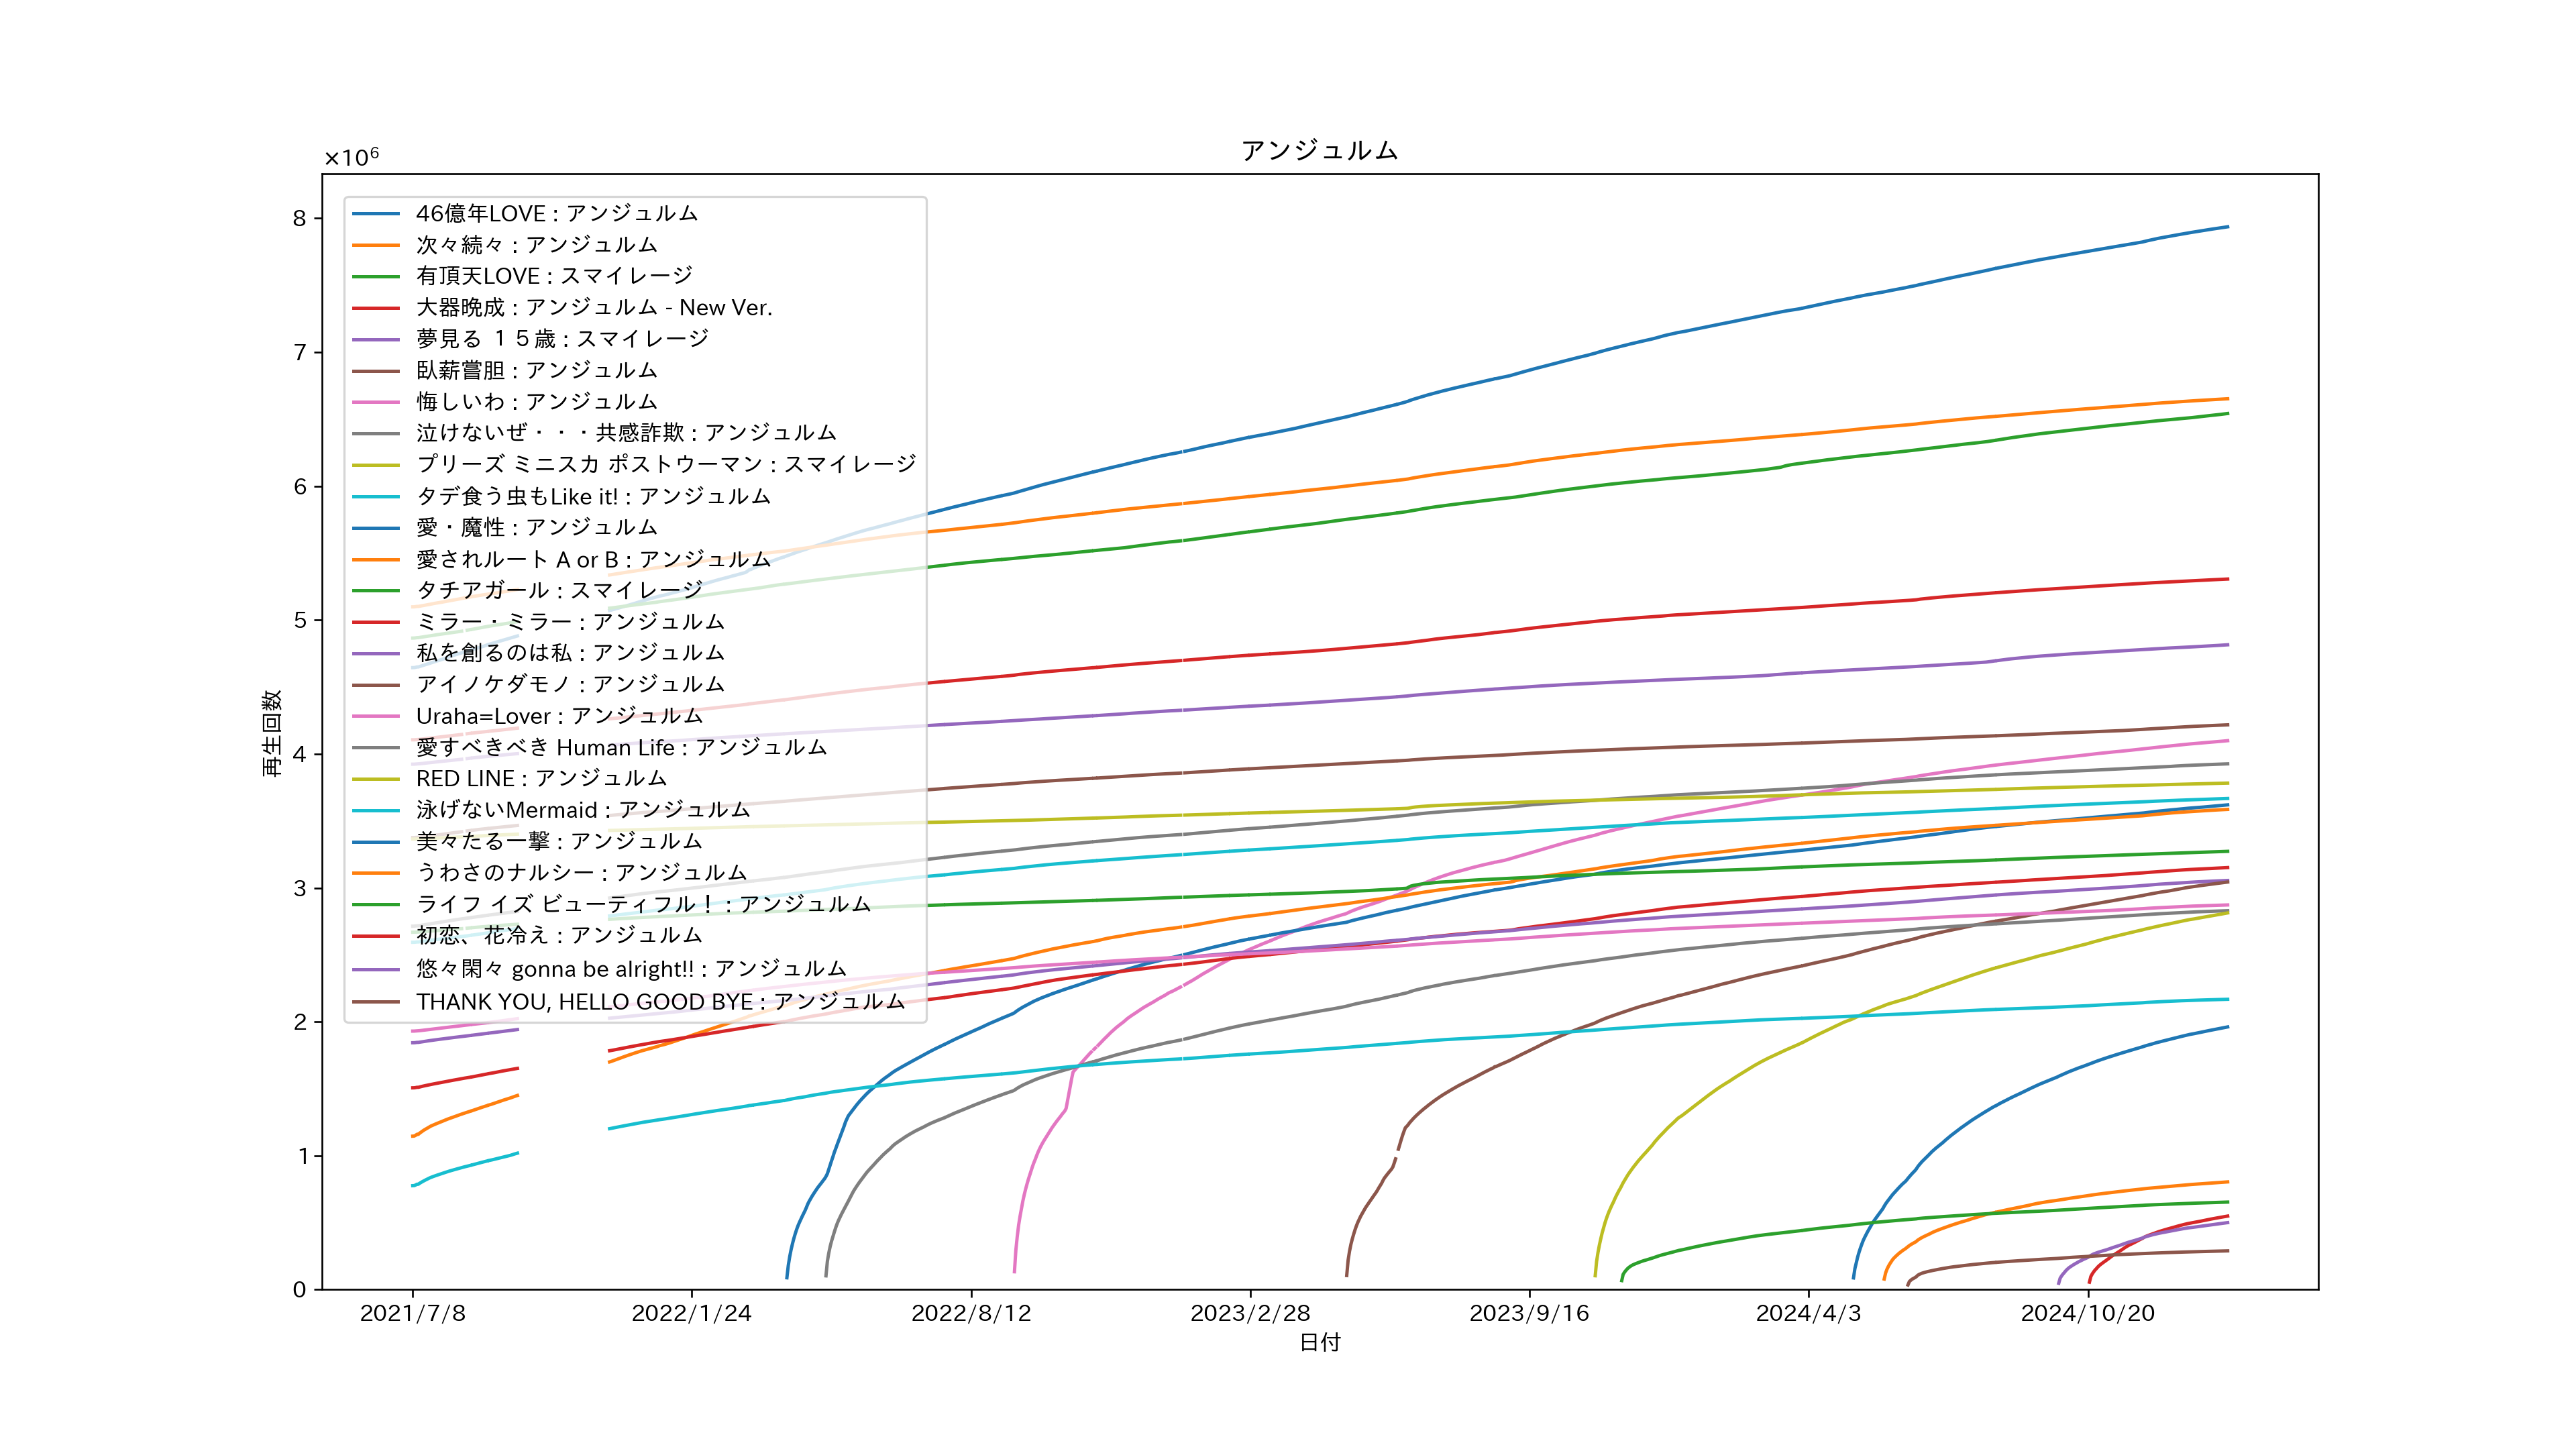 アンジュルム
×10⁶
8
7
6
5
4
3
2
1
0
再生回数
46億年LOVE : アンジュルム
次々続々 : アンジュルム
有頂天LOVE : スマイレージ
大器晩成 : アンジュルム - New Ver.
夢見る １５歳 : スマイレージ
臥薪嘗胆 : アンジュルム
悔しいわ : アンジュルム
泣けないぜ・・・共感詐欺 : アンジュルム
プリーズ ミニスカ ポストウーマン : スマイレージ
タデ食う虫もLike it! : アンジュルム
愛・魔性 : アンジュルム
愛されルート A or B : アンジュルム
タチアガール : スマイレージ
ミラー・ミラー : アンジュルム
私を創るのは私 : アンジュルム
アイノケダモノ : アンジュルム
Uraha=Lover : アンジュルム
愛すべきべき Human Life : アンジュルム
RED LINE : アンジュルム
泳げないMermaid : アンジュルム
美々たる一撃 : アンジュルム
うわさのナルシー : アンジュルム
ライフ イズ ビューティフル！ : アンジュルム
初恋、花冷え : アンジュルム
悠々閑々 gonna be alright!! : アンジュルム
THANK YOU, HELLO GOOD BYE : アンジュルム
2021/7/8 2022/1/24 2022/8/12 2023/2/28 2023/9/16 2024/4/3 2024/10/20
日付